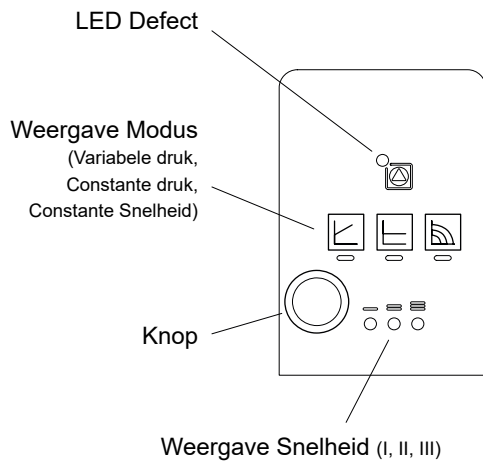 LED Defect
Weergave Modus
(Variabele druk,
Constante druk,
Constante Snelheid)
Knop
Weergave Snelheid (I, II, III)